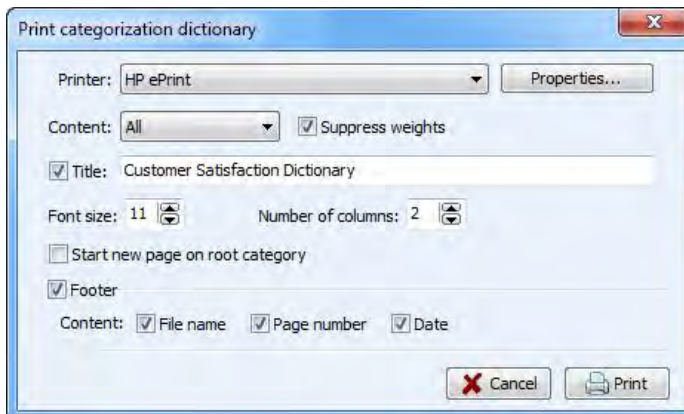 Print categorization dictionary
Printer: HP ePrint Properties...
Content: All Suppress weights
Title: Customer Satisfaction Dictionary
Font size: 11 Number of columns: 2
Start new page on root category
Footer
Content: File name Page number Date
Cancel Print